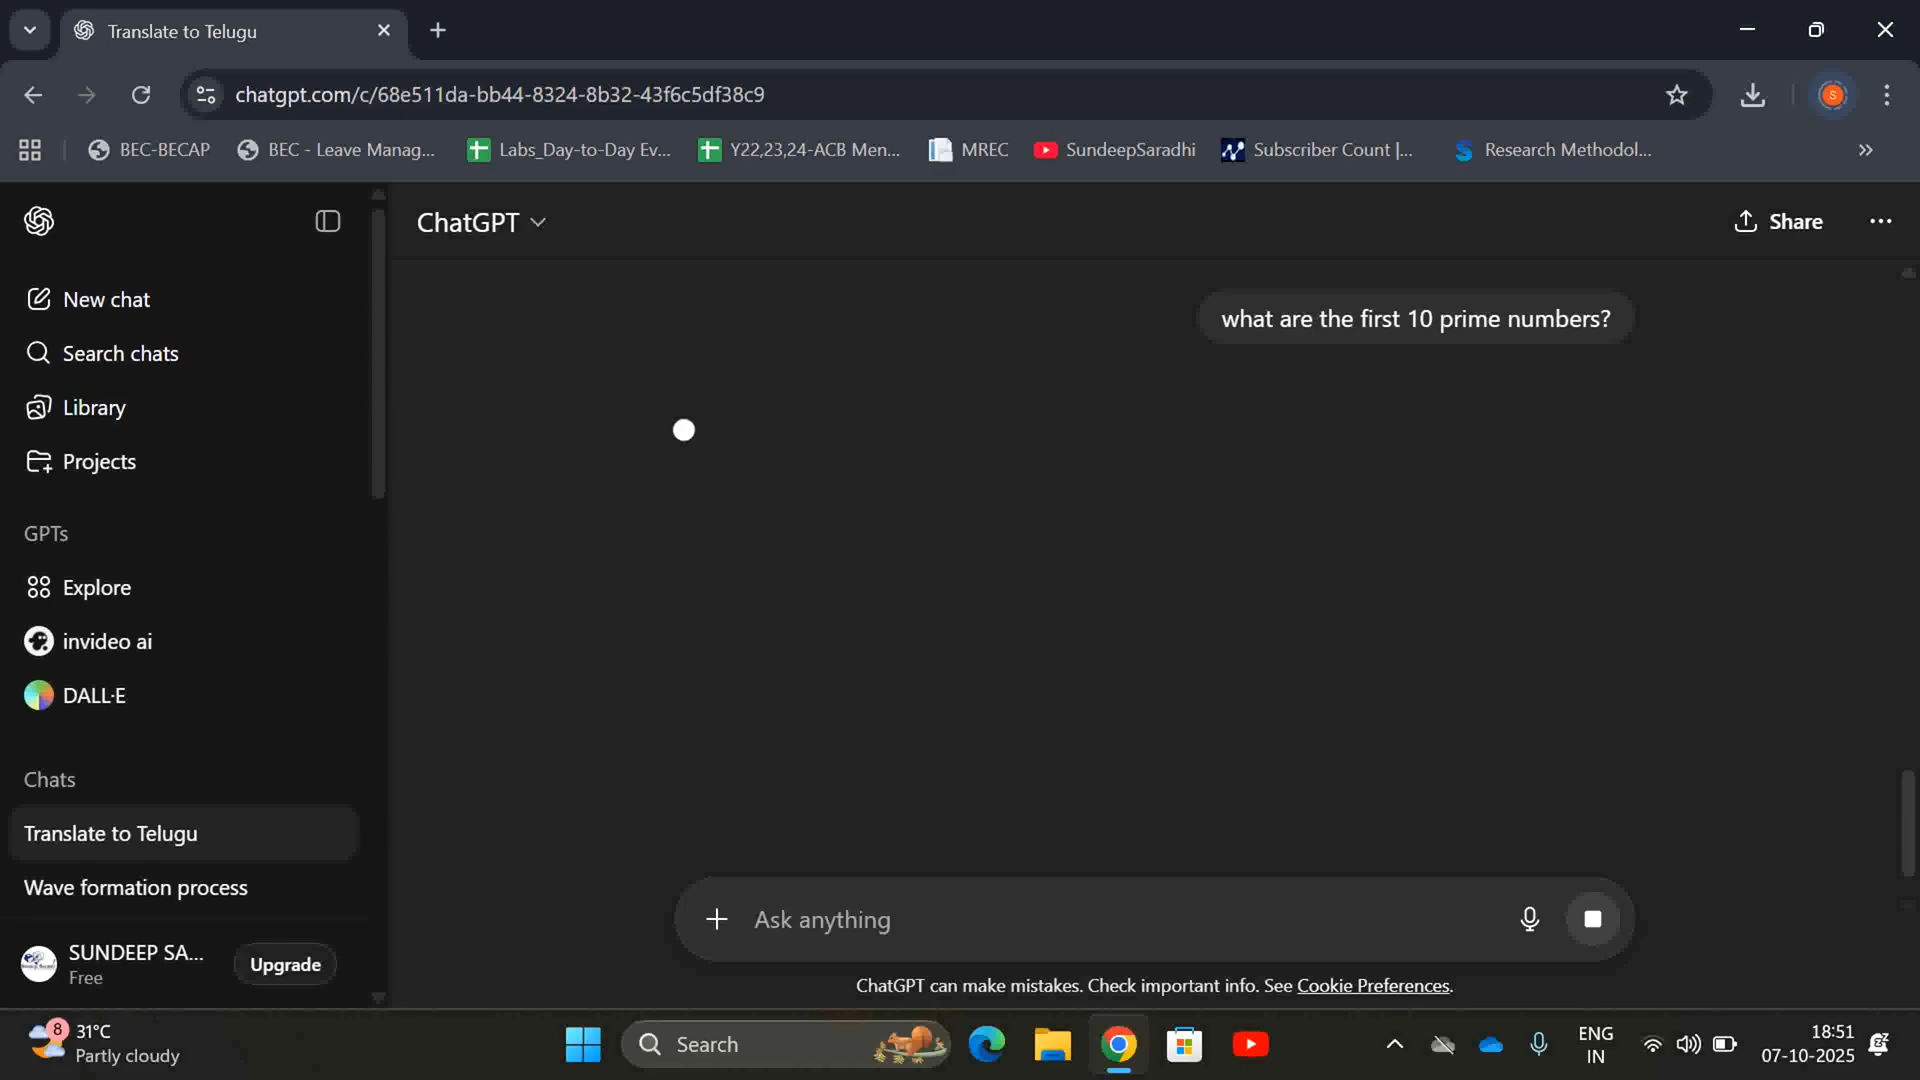 Translate to Telugu
chatgpt.com/c/68e511da-bb44-8324-8b32-43f6c5df38c9
S
BEC-BECAP
BEC - Leave Manag...
Labs_Day-to-Day Ev...
Y22,23,24-ACB Men...
MREC
SundeepSaradhi
Subscriber Count |...
Research Methodol...
ChatGPT
Share
New chat
Search chats
Library
Projects
GPTs
Explore
invideo ai
DALL·E
Chats
Translate to Telugu
Wave formation process
SUNDEEP SA...
Free
Upgrade
what are the first 10 prime numbers?
Ask anything
ChatGPT can make mistakes. Check important info. See Cookie Preferences.
8
31°C
Partly cloudy
Search
ENG
IN
18:51
07-10-2025